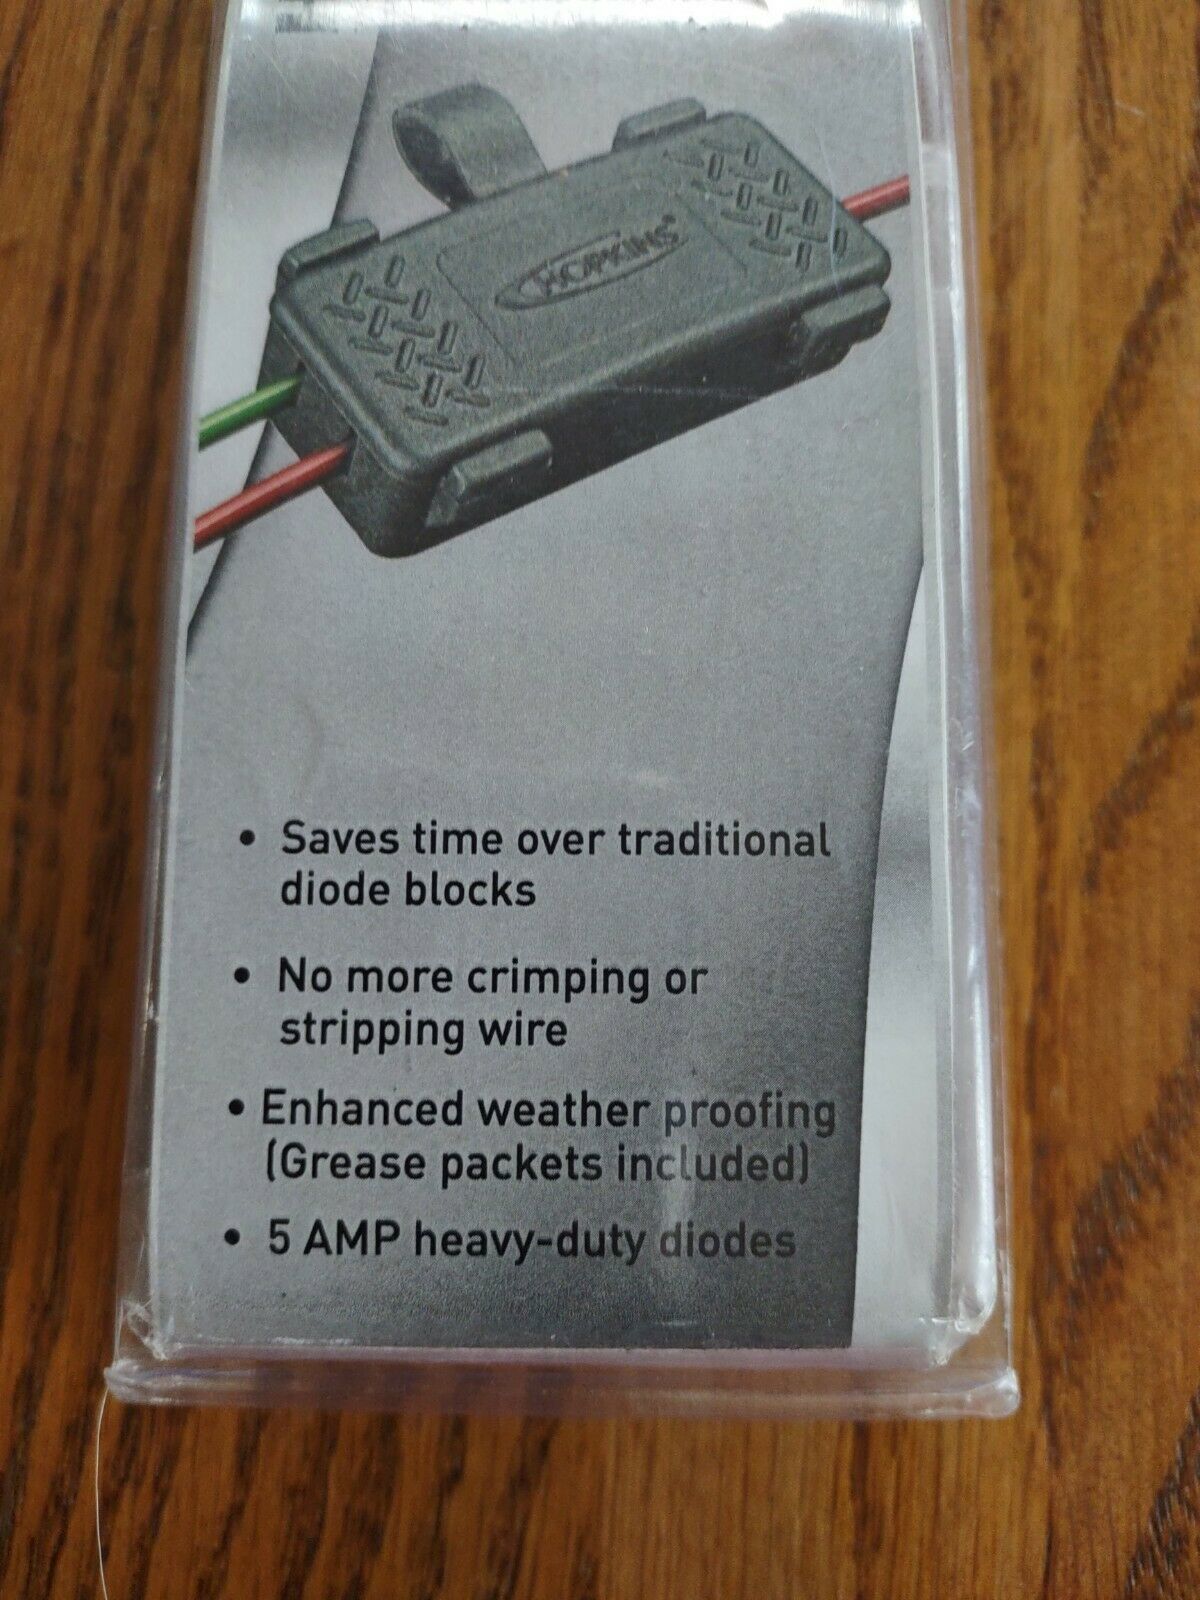 HOPKINS®
• Saves time over traditional
diode blocks
• No more crimping or
stripping wire
• Enhanced weather proofing
(Grease packets included)
• 5 AMP heavy-duty diodes